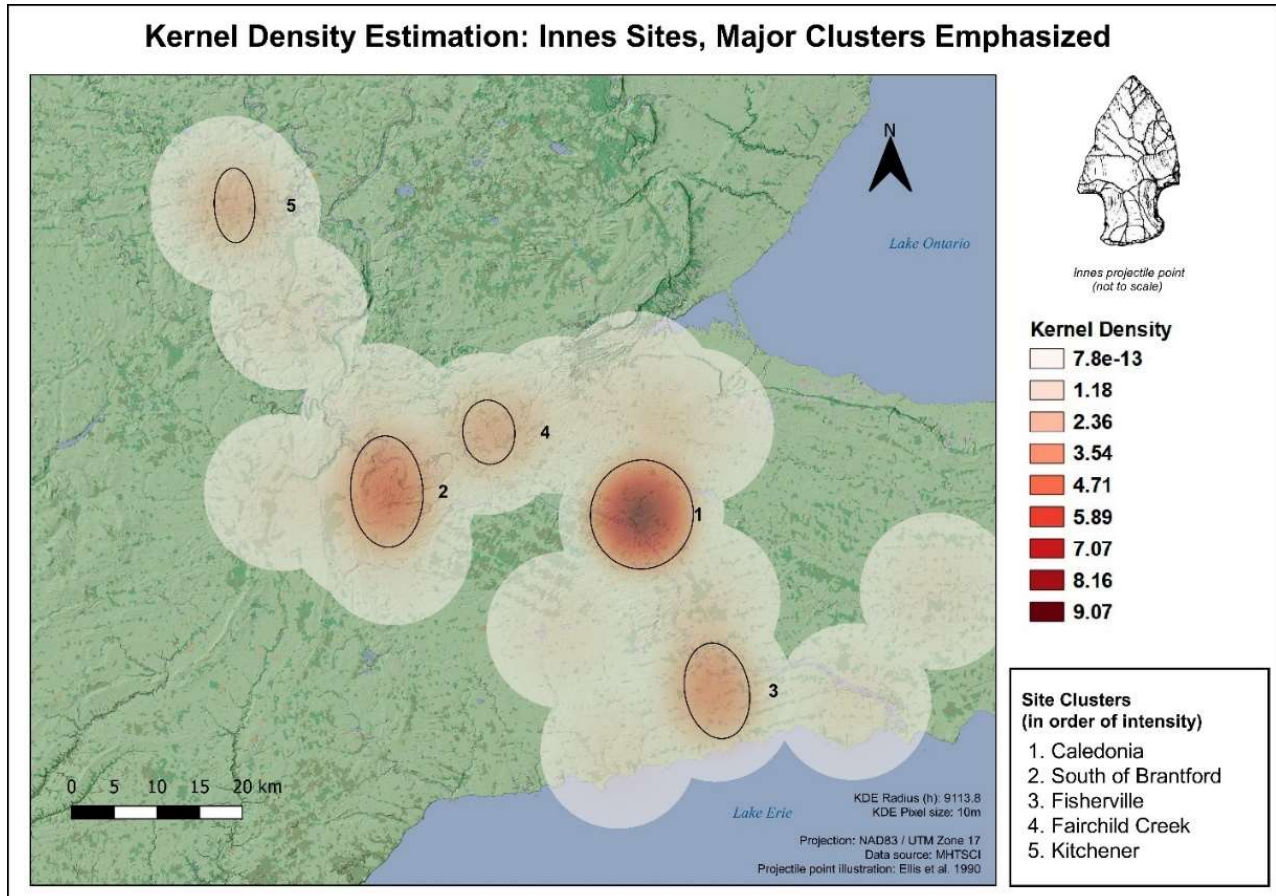 Kernel Density Estimation: Innes Sites, Major Clusters Emphasized
N
5
Lake Ontario
4
2
1
3
0 5 10 15 20 km
Lake Erie
KDE Radius (h): 9113.8
KDE Pixel size: 10m
Projection: NAD83 / UTM Zone 17
Data source: MHTSCI
Projectile point illustration: Ellis et al. 1990
Innes projectile point
(not to scale)
Kernel Density
7.8e-13
1.18
2.36
3.54
4.71
5.89
7.07
8.16
9.07
Site Clusters
(in order of intensity)
1. Caledonia
2. South of Brantford
3. Fisherville
4. Fairchild Creek
5. Kitchener